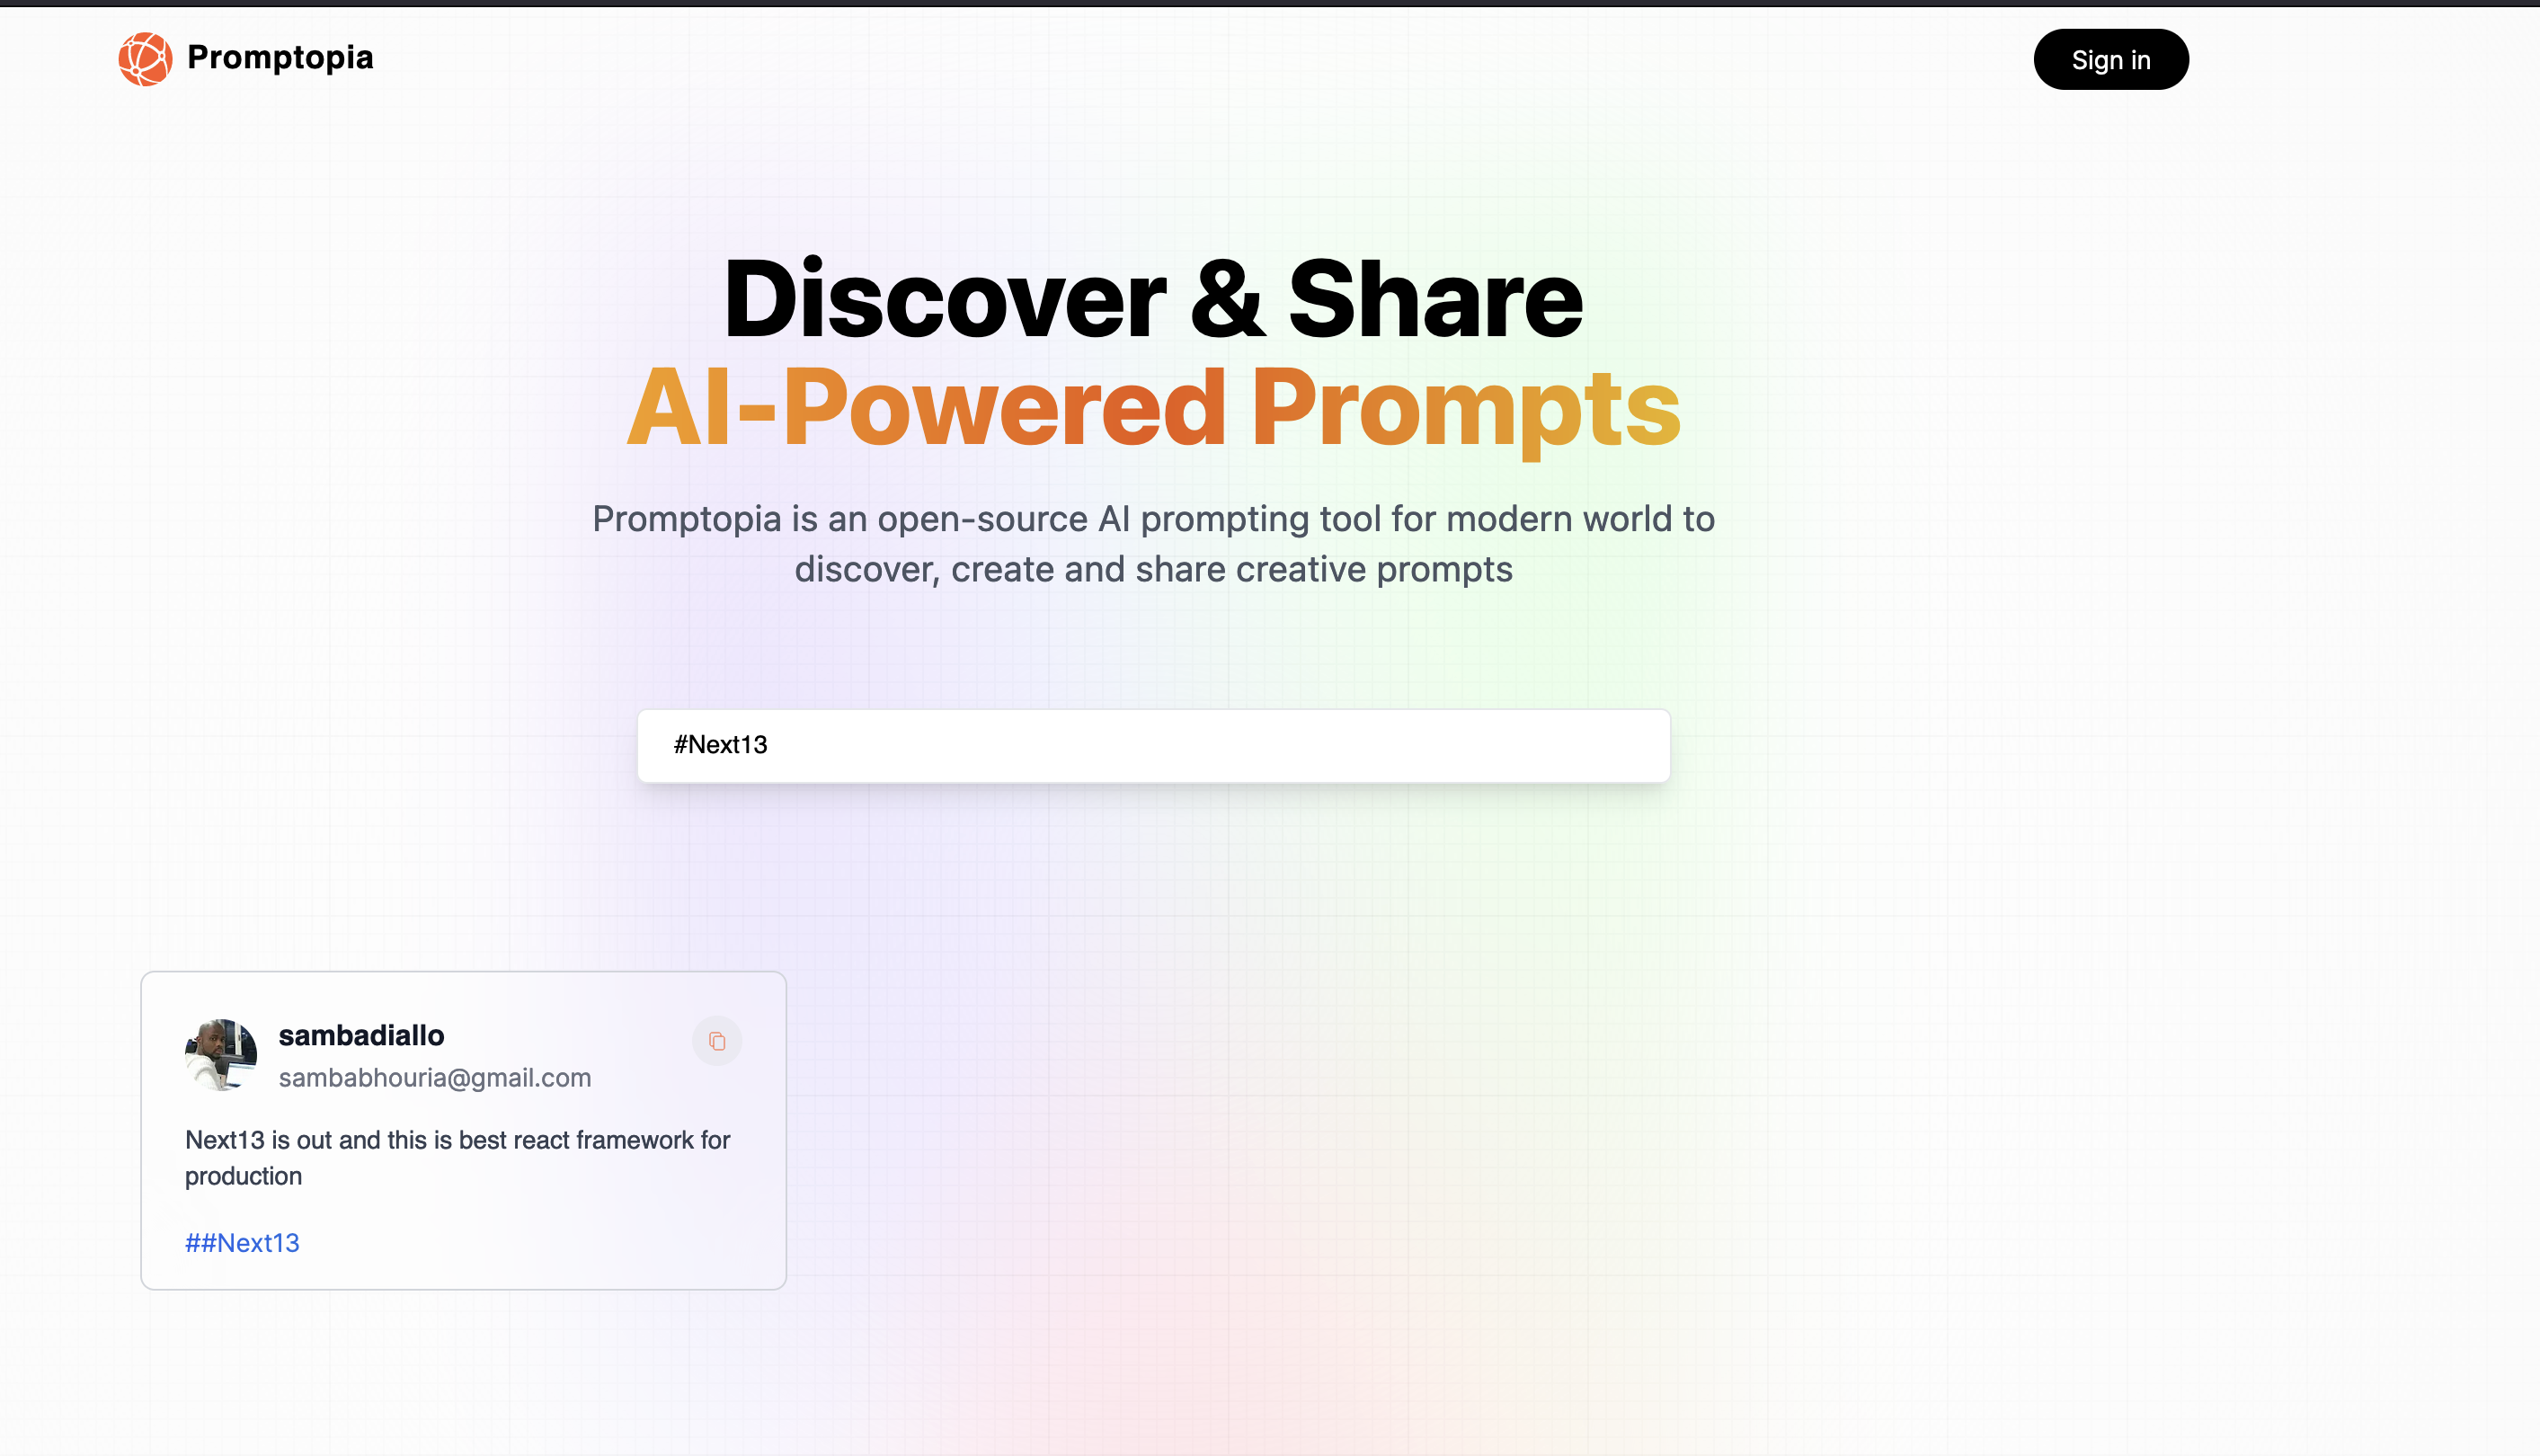 Promptopia
Sign in
Discover & Share
AI-Powered Prompts
Promptopia is an open-source AI prompting tool for modern world to
discover, create and share creative prompts
#Next13
sambadiallo
sambabhouria@gmail.com
Next13 is out and this is best react framework for
production
##Next13